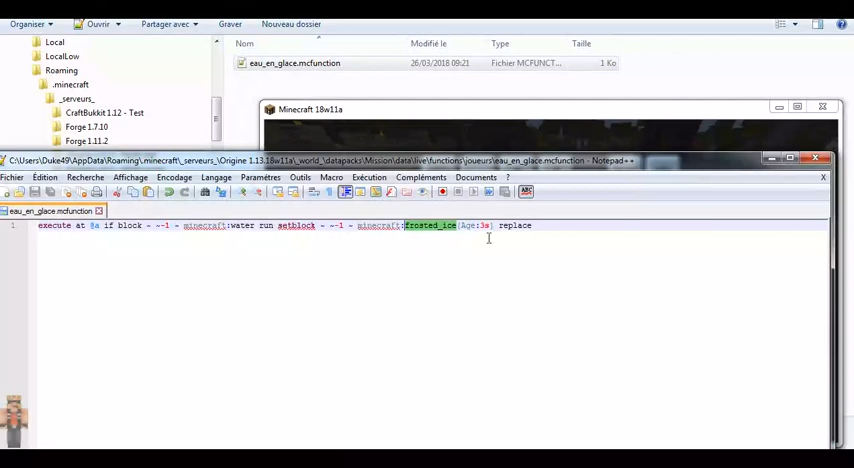 Organiser Ouvrir Partager avec Graver Nouveau dossier
Nom Modifié le Type Taille
Local
LocalLow
Roaming
.minecraft
_serveurs_
CraftBukkit 1.12 - Test
Forge 1.7.10
Forge 1.11.2
eau_en_glace.mcfunction 26/03/2018 09:21 Fichier MCFUNCT... 1 Ko
Minecraft 18w11a
C:\Users\Duke49\AppData\Roaming\.minecraft\_serveurs_\Origine 1.13.18w11a\_world_\datapacks\Mission\data\live\functions\joueurs\eau_en_glace.mcfunction - Notepad++
Fichier Édition Recherche Affichage Encodage Langage Paramètres Outils Macro Exécution Compléments Documents ? X
ABC
eau_en_glace.mcfunction
1 execute at @a if block ~ ~-1 ~ minecraft:water run setblock ~ ~-1 ~ minecraft:frosted_ice[Age:3s] replace